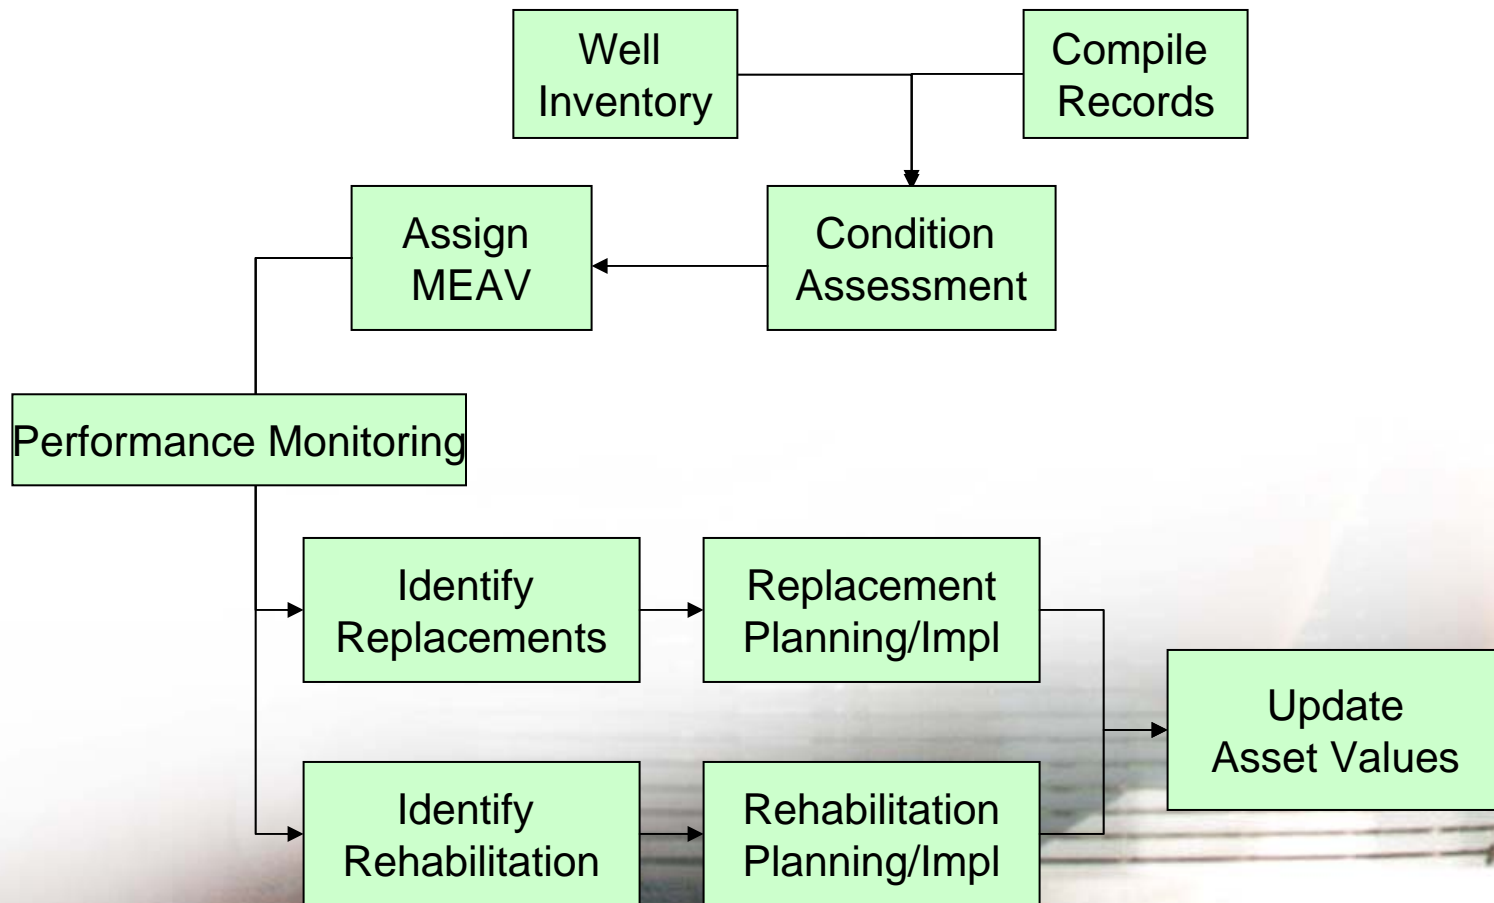 Well
Inventory
Compile
Records
Assign
MEAV
Condition
Assessment
Performance Monitoring
Identify
Replacements
Replacement
Planning/Impl
Update
Asset Values
Identify
Rehabilitation
Rehabilitation
Planning/Impl